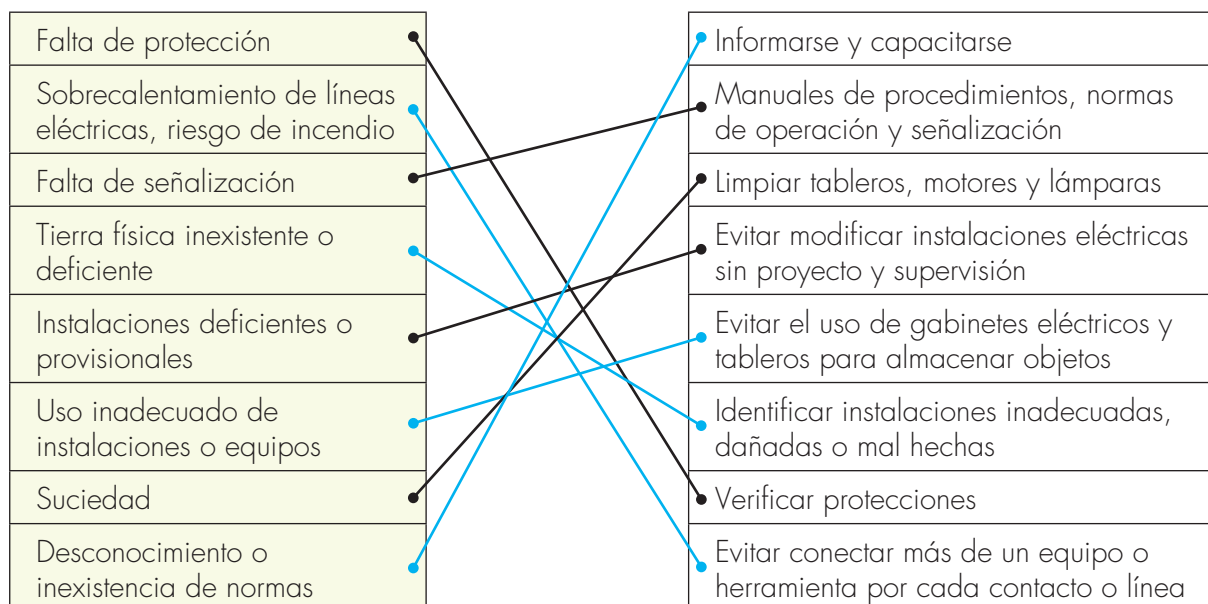 Falta de protección
Sobrecalentamiento de líneas
eléctricas, riesgo de incendio
Falta de señalización
Tierra física inexistente o
deficiente
Instalaciones deficientes o
provisionales
Uso inadecuado de
instalaciones o equipos
Suciedad
Desconocimiento o
inexistencia de normas
Informarse y capacitarse
Manuales de procedimientos, normas
de operación y señalización
Limpiar tableros, motores y lámparas
Evitar modificar instalaciones eléctricas
sin proyecto y supervisión
Evitar el uso de gabinetes eléctricos y
tableros para almacenar objetos
Identificar instalaciones inadecuadas,
dañadas o mal hechas
Verificar protecciones
Evitar conectar más de un equipo o
herramienta por cada contacto o línea